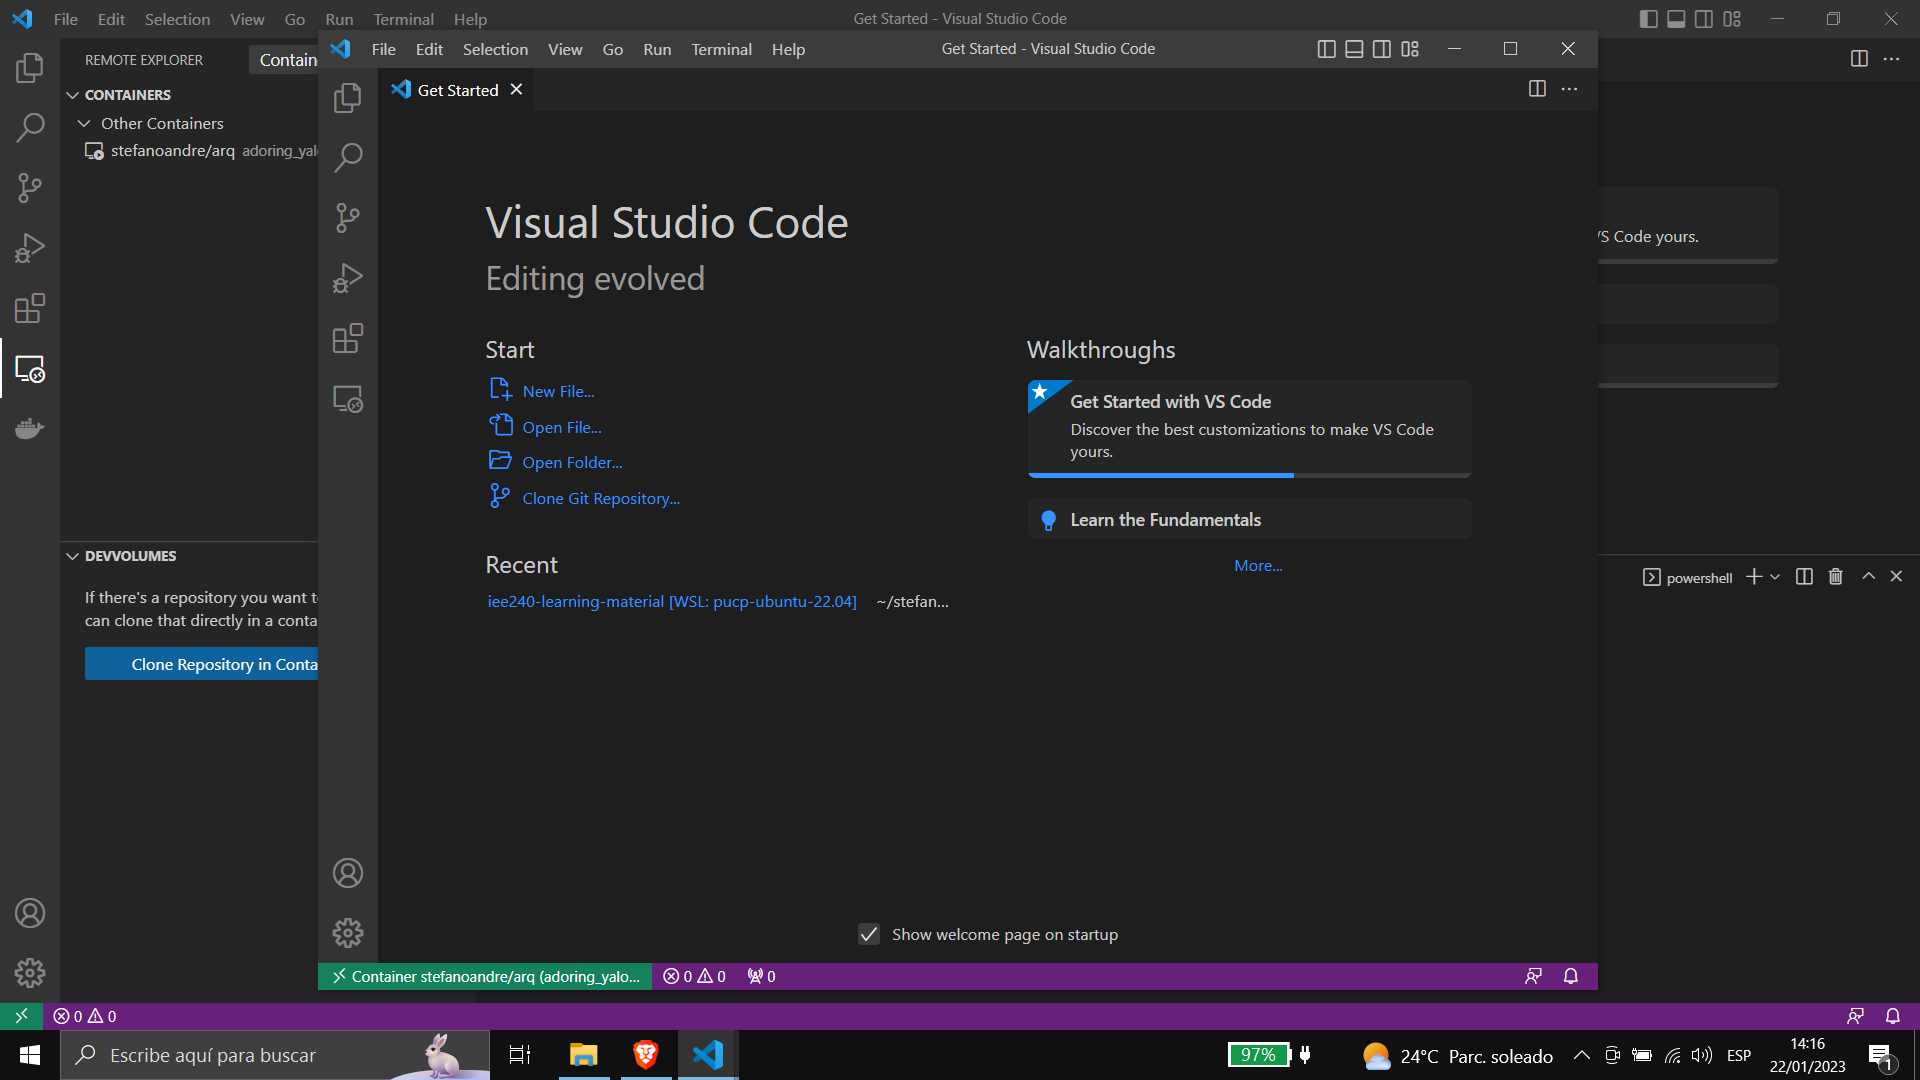 File Edit Selection View Go Run Terminal Help
Get Started - Visual Studio Code
REMOTE EXPLORER
Contain
CONTAINERS
Other Containers
stefanoandre/arq adoring_yal
DEVVOLUMES
If there's a repository you want t
can clone that directly in a conta
Clone Repository in Conta
File Edit Selection View Go Run Terminal Help
Get Started - Visual Studio Code
Get Started
Visual Studio Code
Editing evolved
Start
New File...
Open File...
Open Folder...
Clone Git Repository...
Recent
iee240-learning-material [WSL: pucp-ubuntu-22.04] ~/stefan...
Walkthroughs
Get Started with VS Code
Discover the best customizations to make VS Code
yours.
Learn the Fundamentals
More...
Show welcome page on startup
Container stefanoandre/arq (adoring_yalo... 0 0 0
VS Code yours.
powershell
0 0
Escribe aquí para buscar
97%
24°C Parc. soleado
ESP
14:16
22/01/2023
1